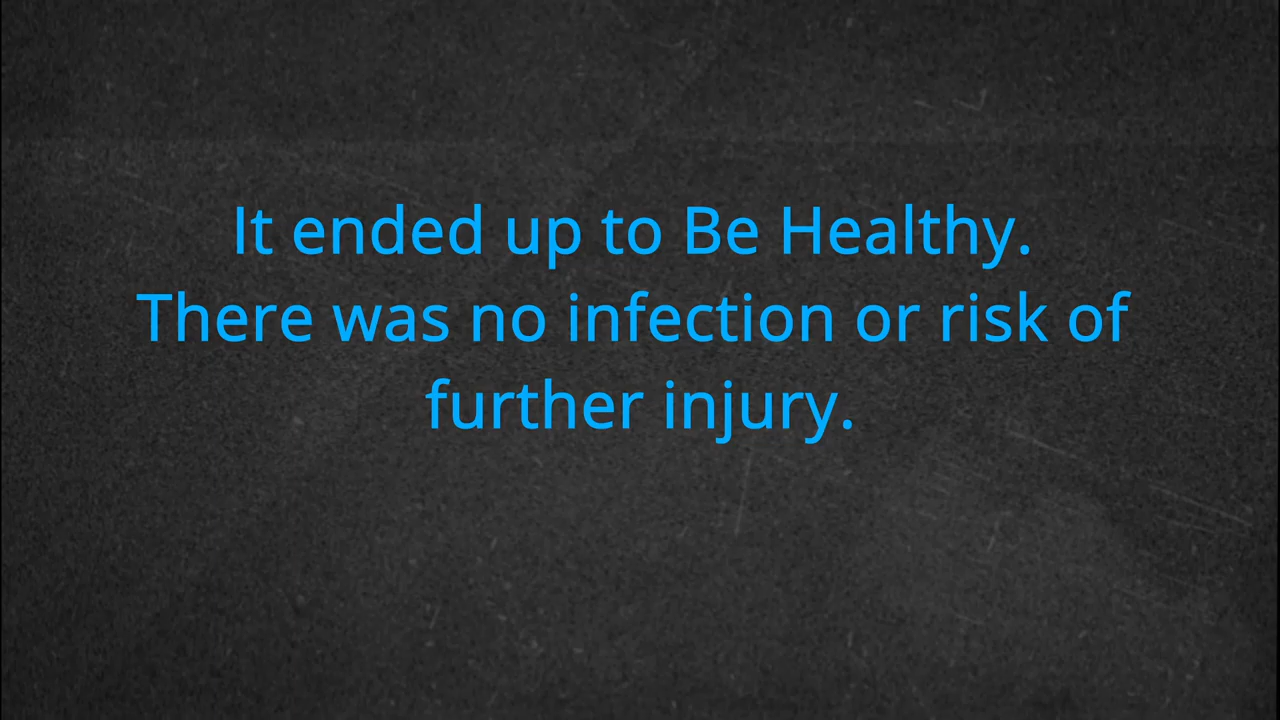 It ended up to Be Healthy.
There was no infection or risk of
further injury.